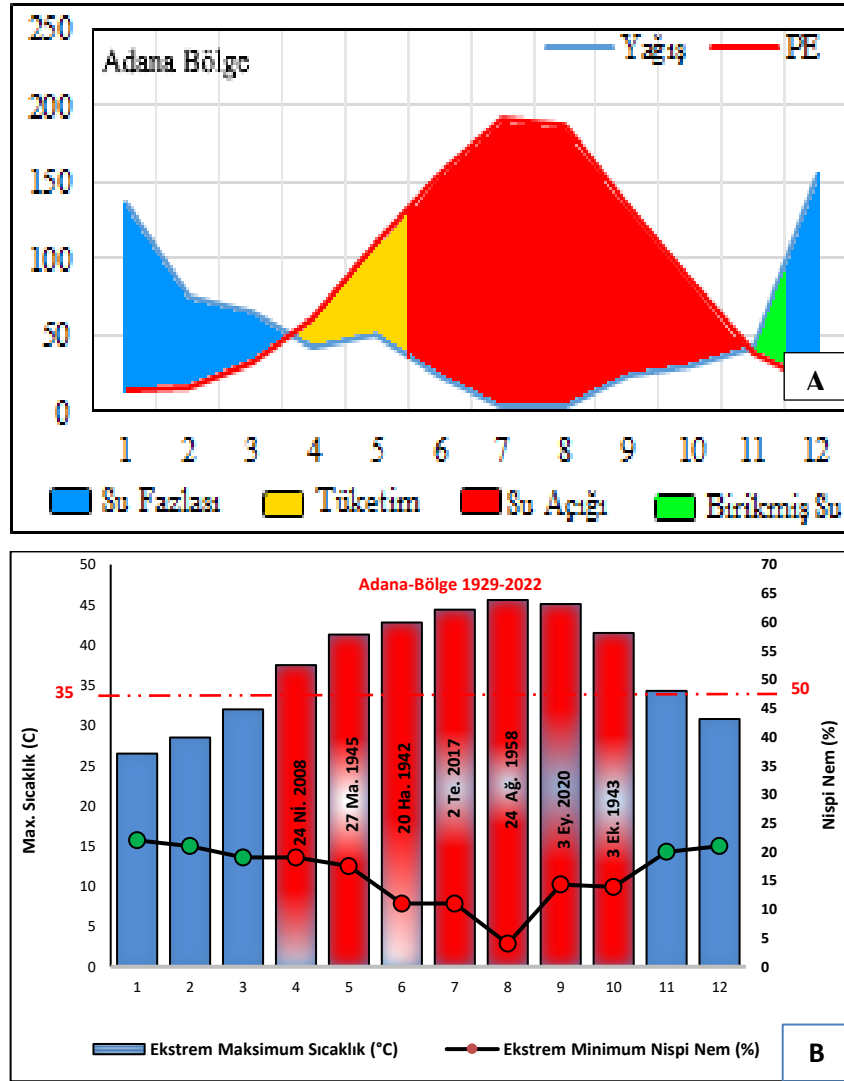 250
Adana Bölge
Yağış
PE
200
150
100
50
0
A
1 2 3 4 5 6 7 8 9 10 11 12
Su Fazlası
Tüketim
Su Açığı
Birikmiş Su
Adana-Bölge 1929-2022
50
45
40
35
30
25
20
15
10
5
0
Max. Sıcaklık (C)
35
24 Ni. 2008
27 Ma. 1945
20 Ha. 1942
2 Te. 2017
24 Ağ. 1958
3 Ey. 2020
3 Ek. 1943
50
70
65
60
55
50
45
40
35
30
25
20
15
10
5
0
Nispi Nem (%)
1 2 3 4 5 6 7 8 9 10 11 12
Ekstrem Maksimum Sıcaklık (°C)
Ekstrem Minimum Nispi Nem (%)
B